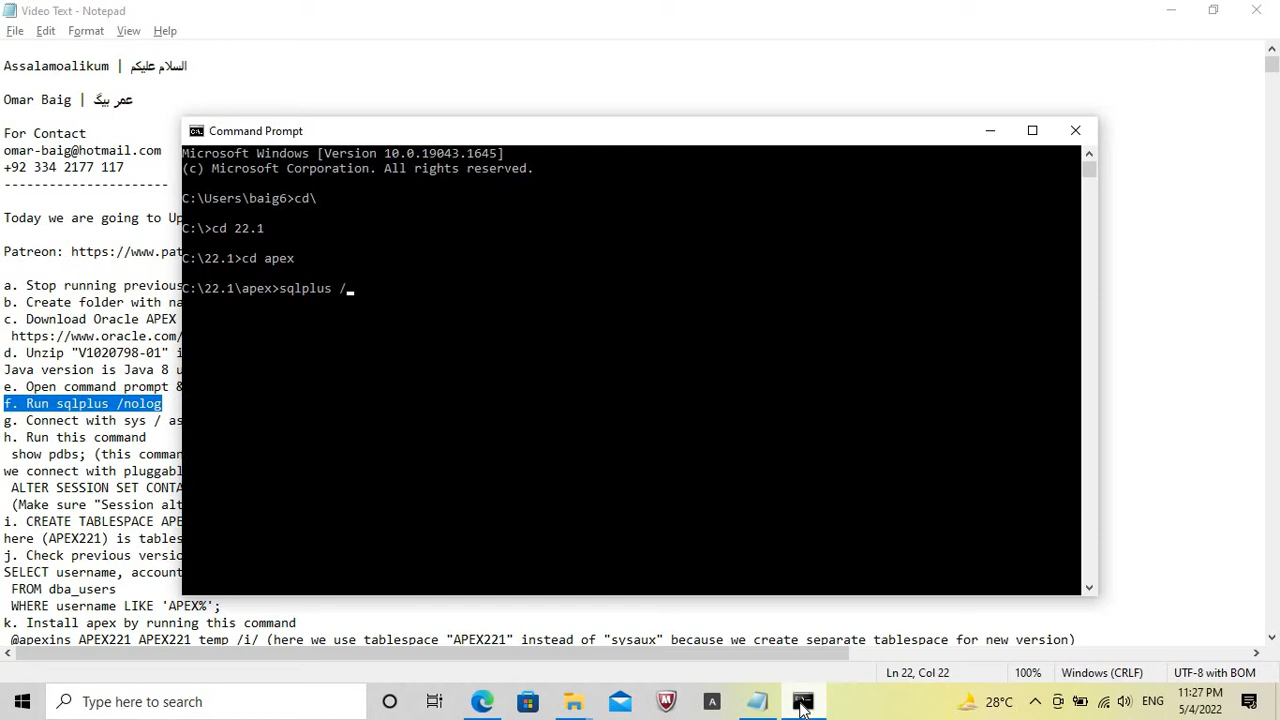 Video Text - Notepad
File Edit Format View Help
Assalamoalikum | السلام عليكم
Omar Baig | عمر بیگ
For Contact
omar-baig@hotmail.com
+92 334 2177 117
----------------------
Today we are going to Up
Patreon: https://www.pat
a. Stop running previous
b. Create folder with na
c. Download Oracle APEX
https://www.oracle.com/
d. Unzip "V1020798-01" i
Java version is Java 8 u
e. Open command prompt &
f. Run sqlplus /nolog
g. Connect with sys / as
h. Run this command
show pdbs; (this comman
we connect with pluggabl
ALTER SESSION SET CONTA
(Make sure "Session alt
i. CREATE TABLESPACE APE
here (APEX221) is tables
j. Check previous versio
SELECT username, account
FROM dba_users
WHERE username LIKE 'APEX%';
k. Install apex by running this command
@apexins APEX221 APEX221 temp /i/ (here we use tablespace "APEX221" instead of "sysaux" because we create separate tablespace for new version)
Command Prompt
Microsoft Windows [Version 10.0.19043.1645]
(c) Microsoft Corporation. All rights reserved.
C:\Users\baig6>cd\
C:\>cd 22.1
C:\22.1>cd apex
C:\22.1\apex>sqlplus /
Ln 22, Col 22 100% Windows (CRLF) UTF-8 with BOM
Type here to search
A
28°C ENG
11:27 PM
5/4/2022